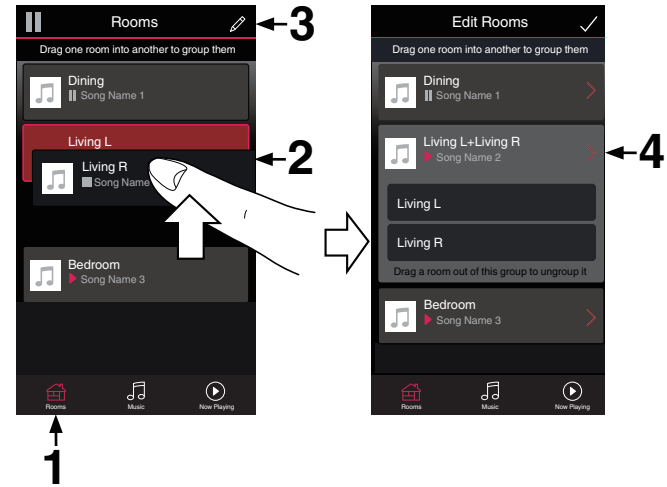 Rooms
3
Drag one room into another to group them
Dining
Song Name 1
Living L
2
Living R
Song Name
Bedroom
Song Name 3
Rooms
Music
Now Playing
1
Edit Rooms
Drag one room into another to group them
Dining
Song Name 1
Living L+Living R
4
Song Name 2
Living L
Living R
Drag a room out of this group to ungroup it
Bedroom
Song Name 3
Rooms
Music
Now Playing